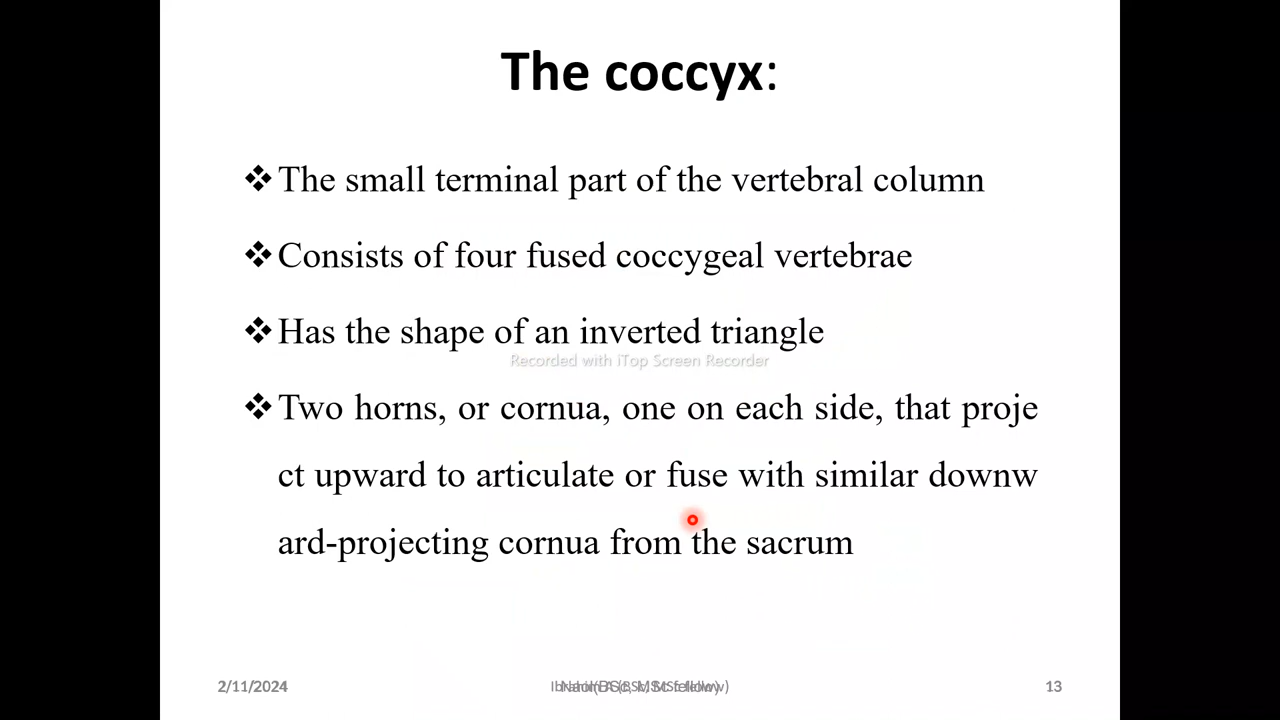 The coccyx:
❖The small terminal part of the vertebral column
❖Consists of four fused coccygeal vertebrae
❖Has the shape of an inverted triangle
Recorded with iTop Screen Recorder
❖Two horns, or cornua, one on each side, that proje
ct upward to articulate or fuse with similar downw
ard-projecting cornua from the sacrum
2/11/2024
13